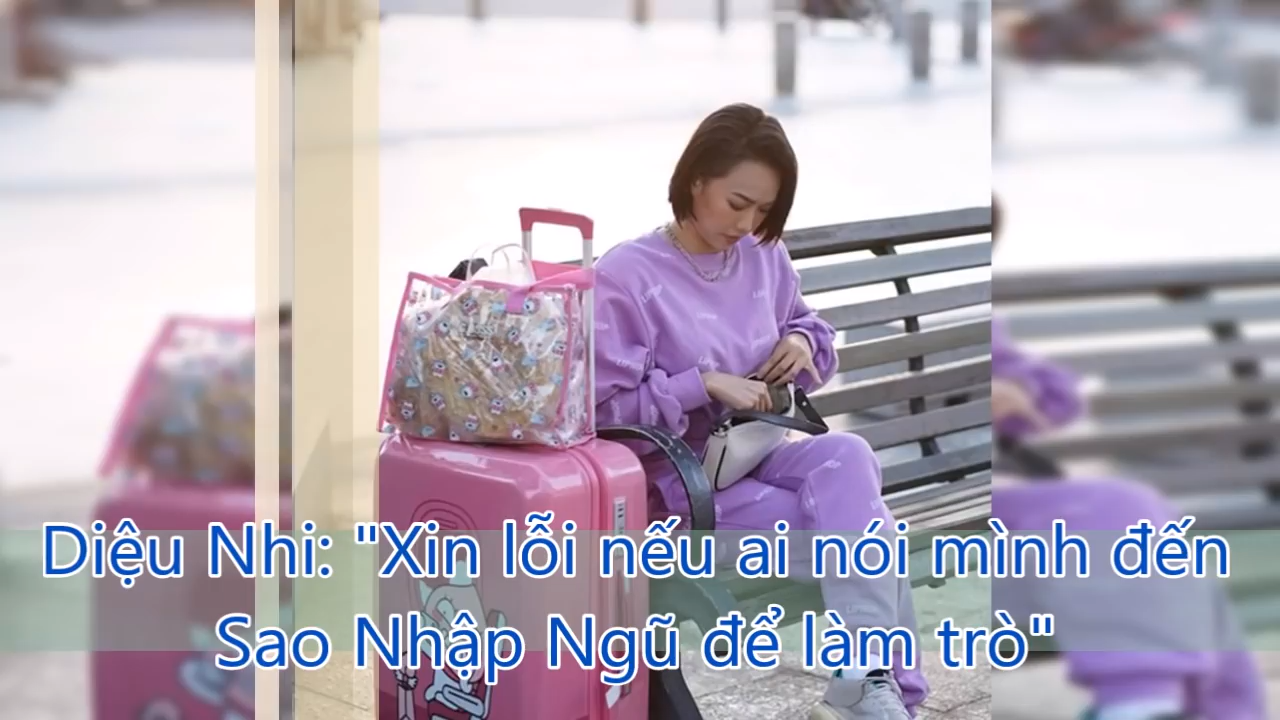 Diệu Nhi: "Xin lỗi nếu ai nói mình đến
Sao Nhập Ngũ để làm trò"